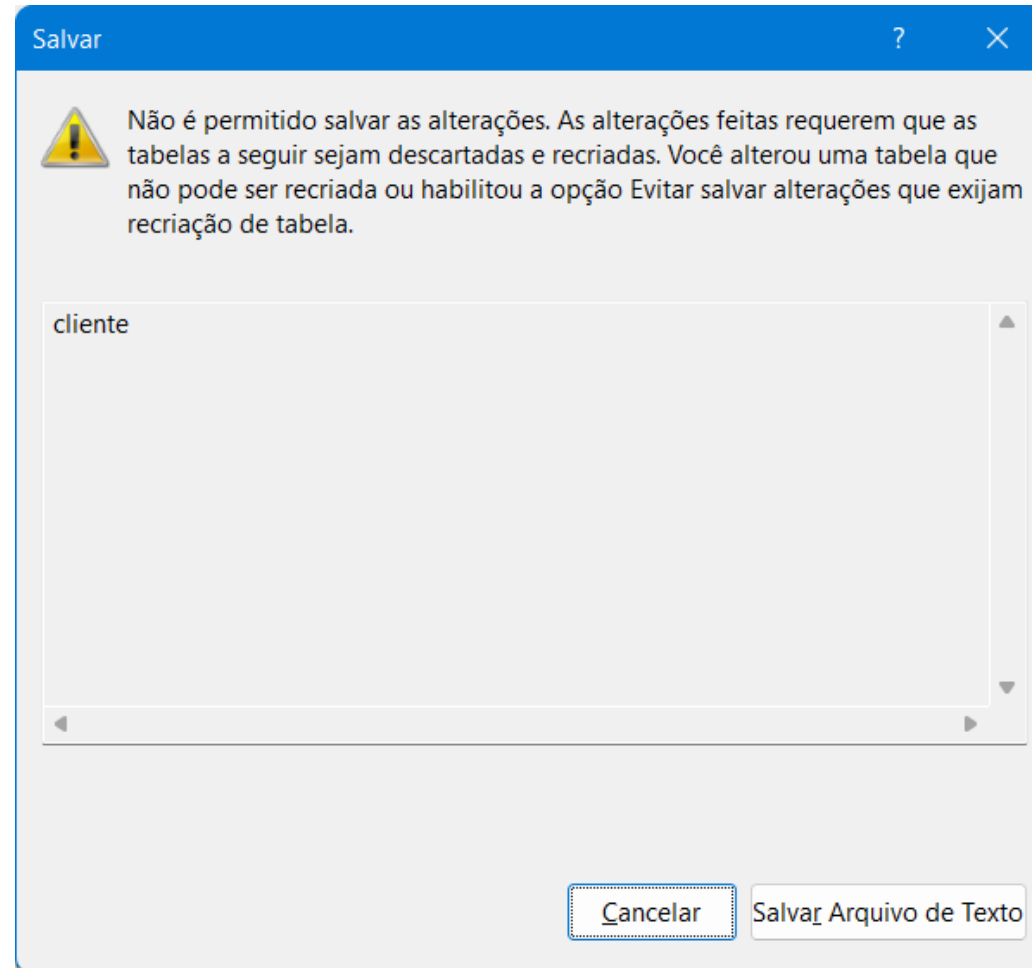 Salvar
Não é permitido salvar as alterações. As alterações feitas requerem que as
tabelas a seguir sejam descartadas e recriadas. Você alterou uma tabela que
não pode ser recriada ou habilitou a opção Evitar salvar alterações que exijam
recriação de tabela.
cliente
Cancelar
Salvar Arquivo de Texto